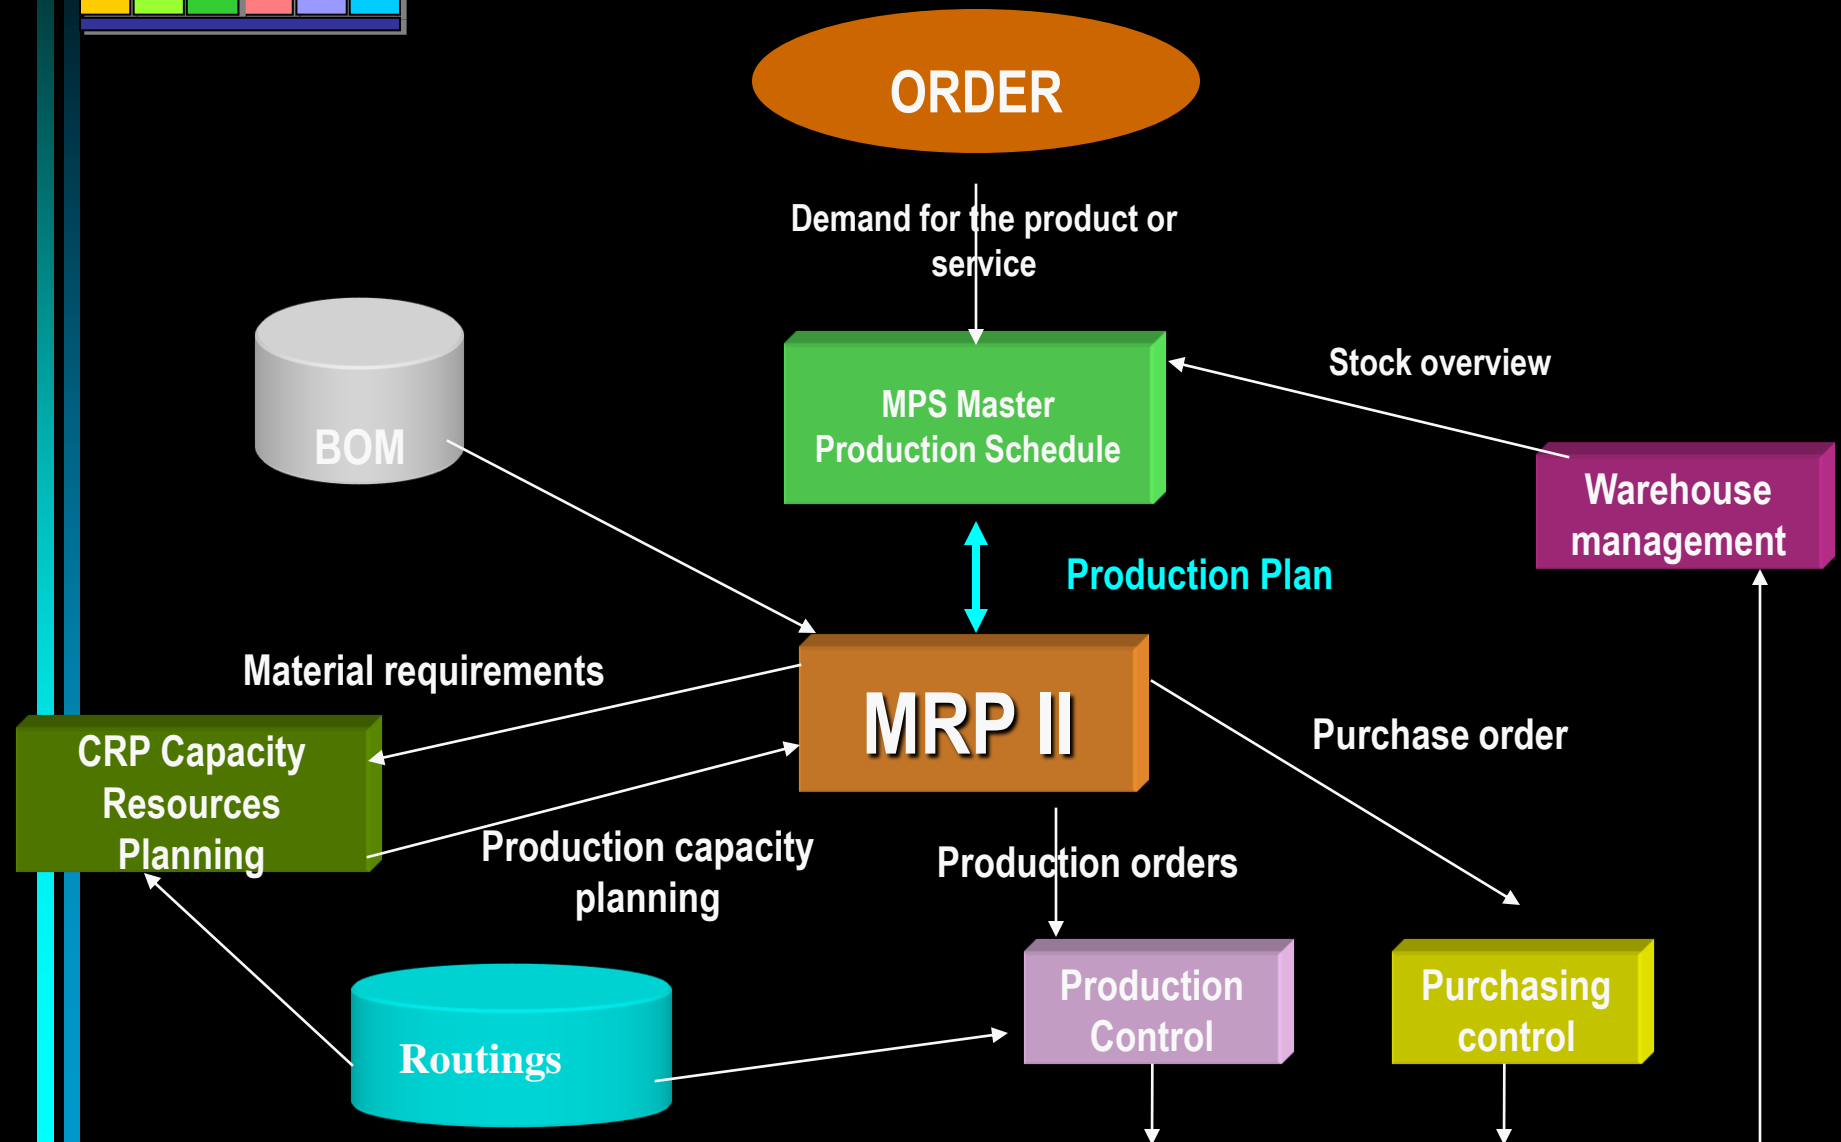 ORDER
Demand for the product or
service
Stock overview
MPS Master
Production Schedule
BOM
Warehouse
management
Production Plan
Material requirements
MRP II
Purchase order
CRP Capacity
Resources
Planning
Production capacity
planning
Production orders
Production
Control
Purchasing
control
Routings